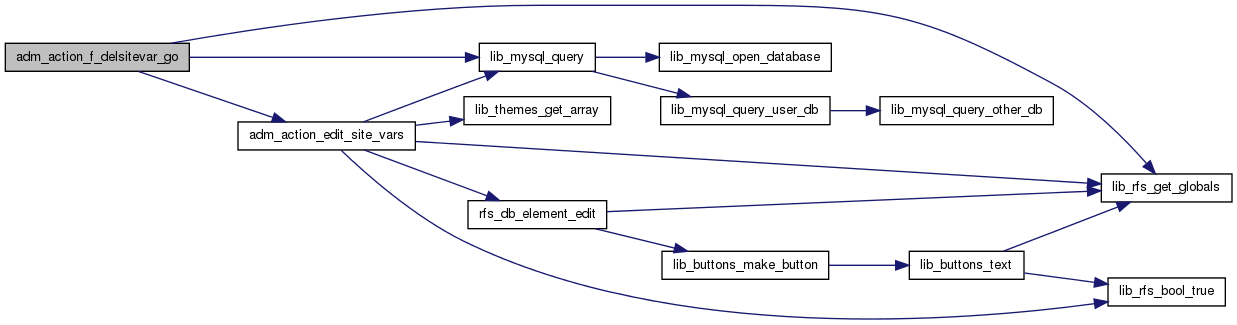 adm_action_f_delsitevar_go
lib_mysql_query
lib_mysql_open_database
lib_themes_get_array
lib_mysql_query_user_db
lib_mysql_query_other_db
adm_action_edit_site_vars
lib_rfs_get_globals
rfs_db_element_edit
lib_buttons_make_button
lib_buttons_text
lib_rfs_bool_true